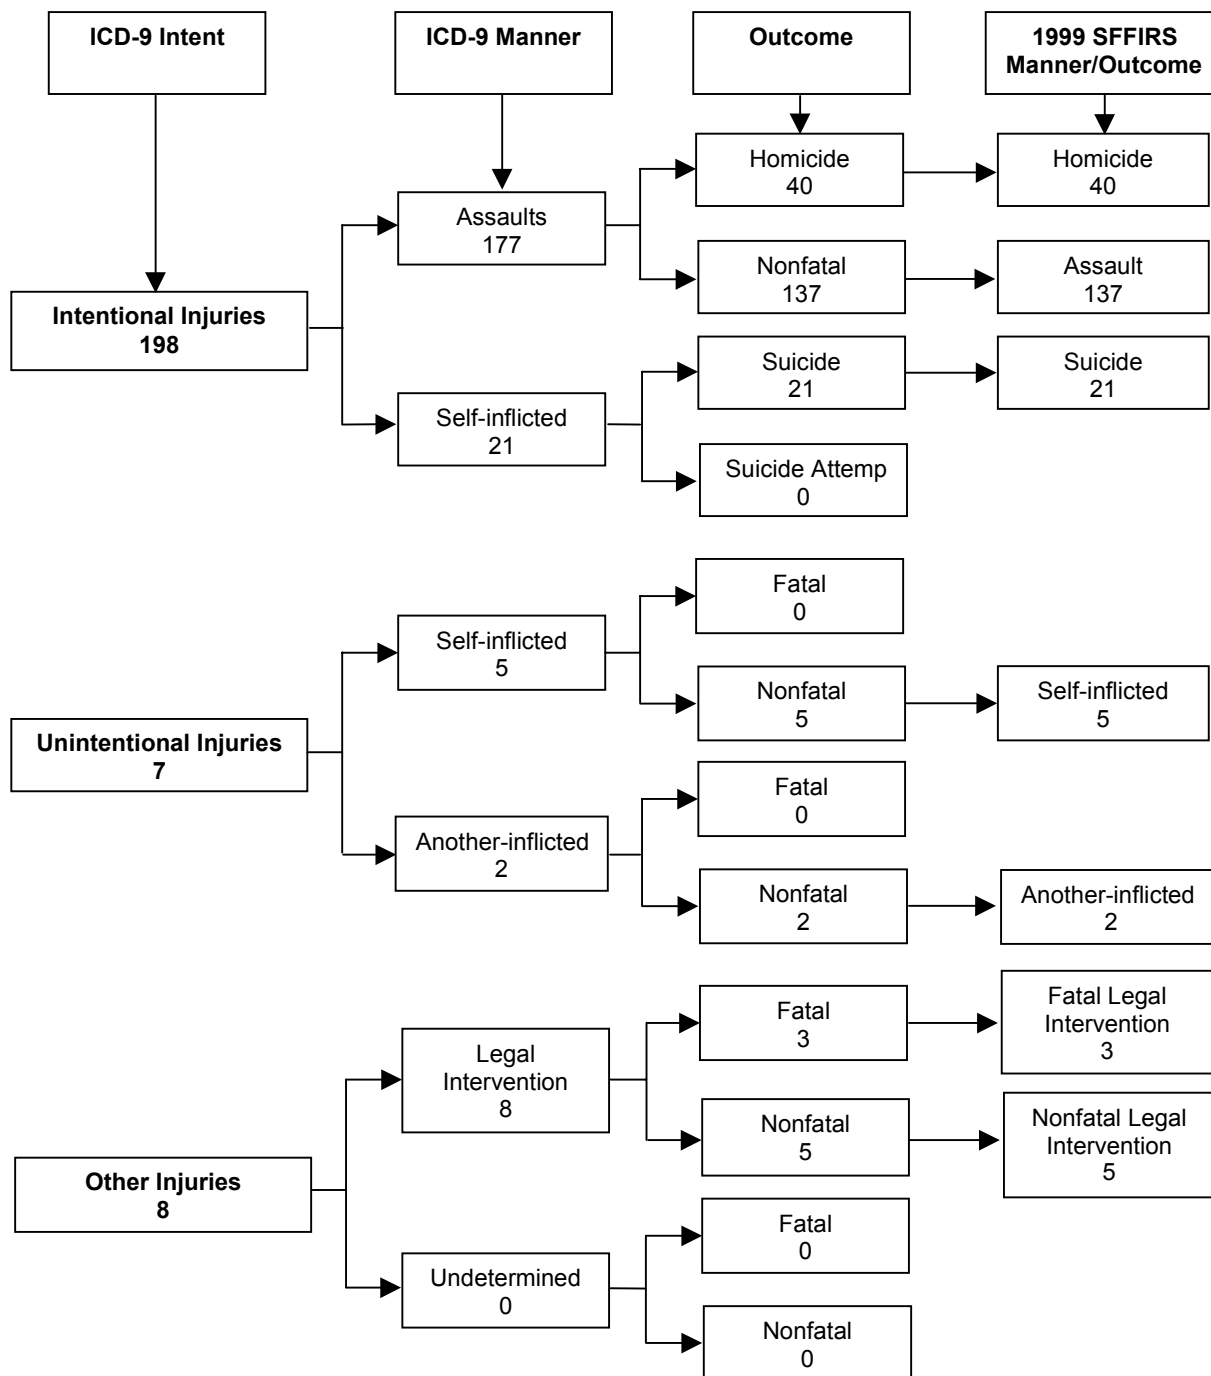 ICD-9 Intent
ICD-9 Manner
Outcome
1999 SFFIRS
Manner/Outcome
Homicide
40
Homicide
40
Assaults
177
Nonfatal
137
Assault
137
Intentional Injuries
198
Suicide
21
Suicide
21
Self-inflicted
21
Suicide Attemp
0
Fatal
0
Self-inflicted
5
Nonfatal
5
Self-inflicted
5
Unintentional Injuries
7
Fatal
0
Another-inflicted
2
Nonfatal
2
Another-inflicted
2
Fatal
3
Fatal Legal
Intervention
3
Legal
Intervention
8
Nonfatal
5
Nonfatal Legal
Intervention
5
Other Injuries
8
Fatal
0
Undetermined
0
Nonfatal
0